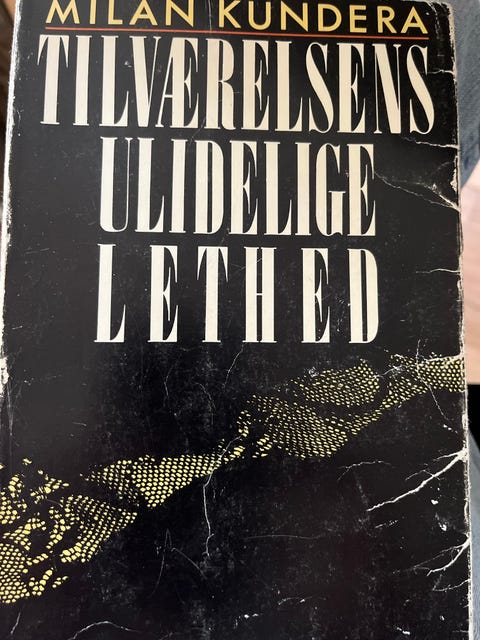 MILAN KUNDERA
TILVÆRELSENS
ULIDELIGE
LETHED